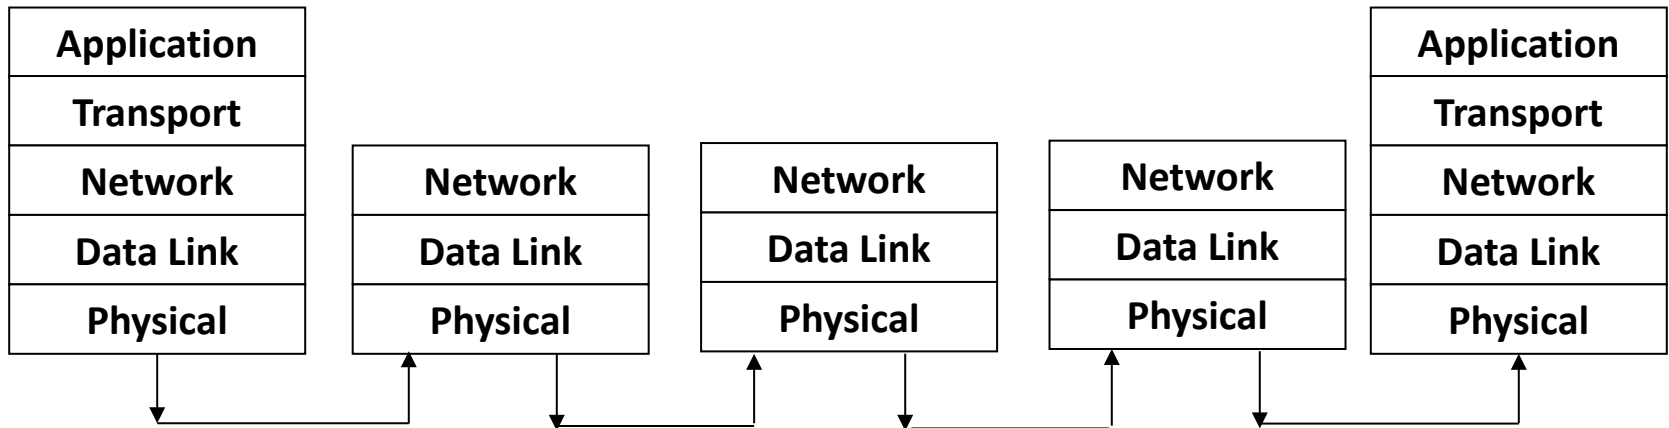 Application
Transport
Network
Data Link
Physical
Network
Data Link
Physical
Network
Data Link
Physical
Network
Data Link
Physical
Application
Transport
Network
Data Link
Physical